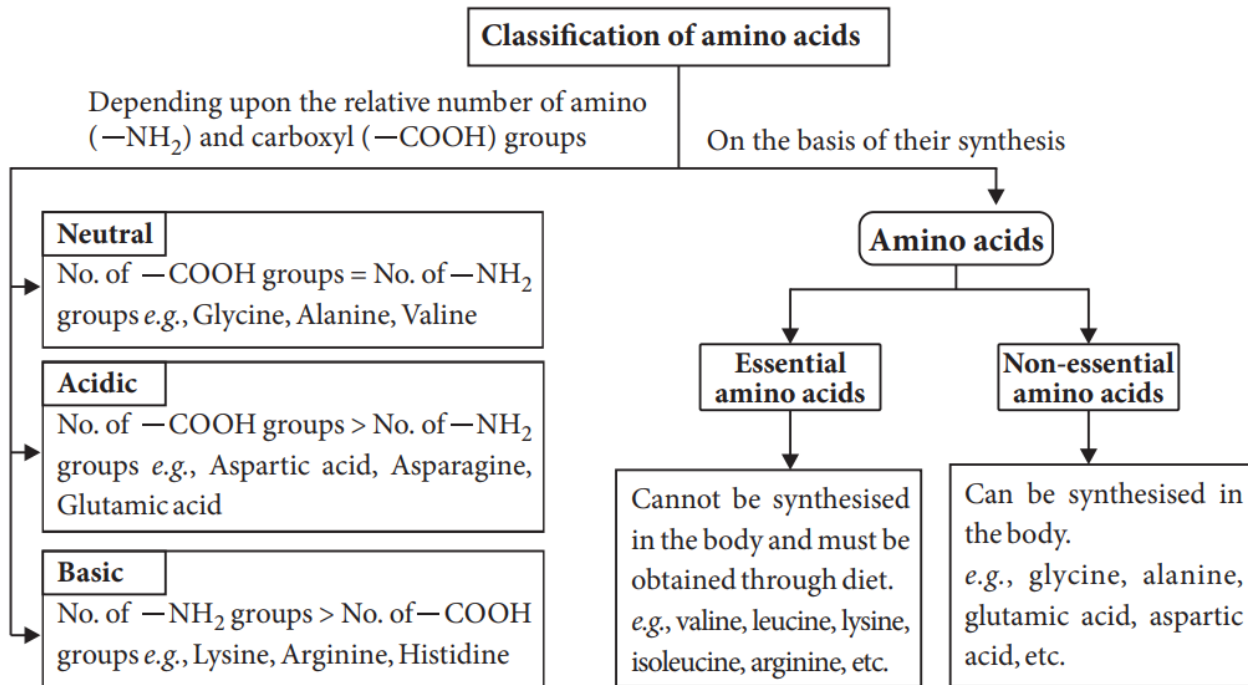 Classification of amino acids
Depending upon the relative number of amino
(—NH₂) and carboxyl (—COOH) groups
On the basis of their synthesis
Neutral
No. of —COOH groups = No. of —NH₂
groups e.g., Glycine, Alanine, Valine
Acidic
No. of —COOH groups > No. of —NH₂
groups e.g., Aspartic acid, Asparagine,
Glutamic acid
Basic
No. of —NH₂ groups > No. of —COOH
groups e.g., Lysine, Arginine, Histidine
Amino acids
Essential
amino acids
Cannot be synthesised
in the body and must be
obtained through diet.
e.g., valine, leucine, lysine,
isoleucine, arginine, etc.
Non-essential
amino acids
Can be synthesised in
the body.
e.g., glycine, alanine,
glutamic acid, aspartic
acid, etc.